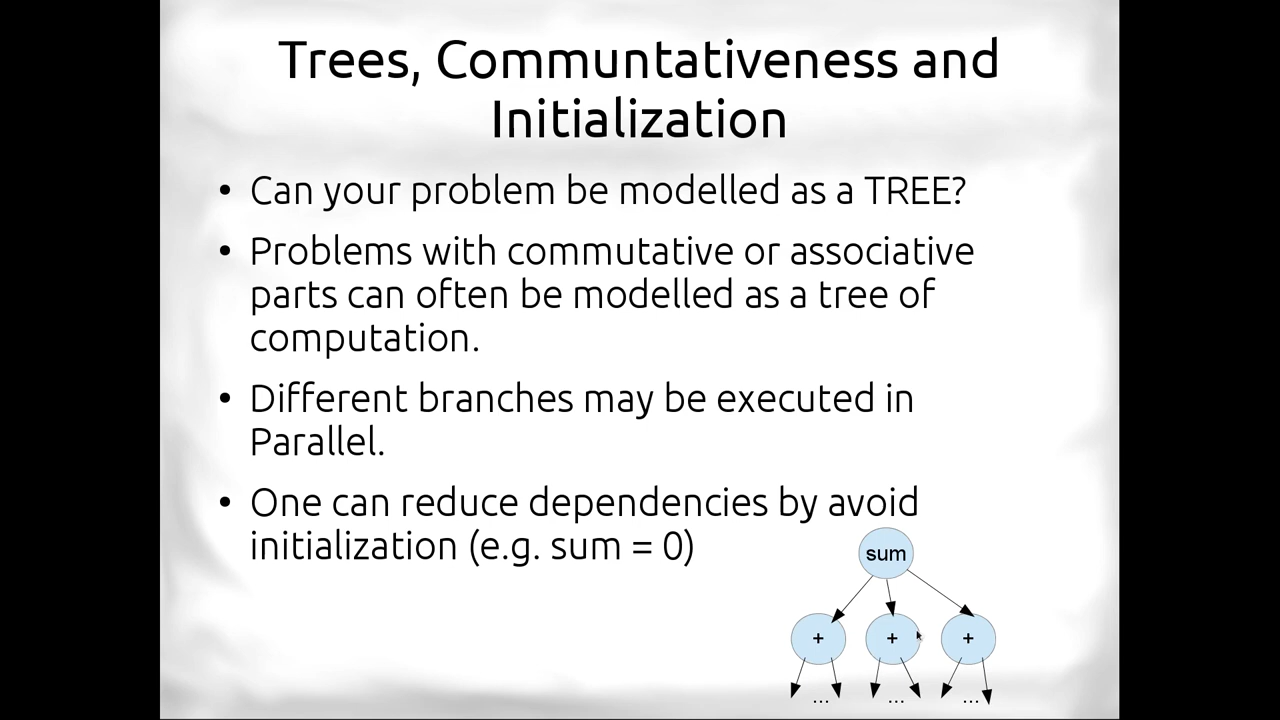 Trees, Communtativeness and
Initialization
• Can your problem be modelled as a TREE?
• Problems with commutative or associative
parts can often be modelled as a tree of
computation.
• Different branches may be executed in
Parallel.
• One can reduce dependencies by avoid
initialization (e.g. sum = 0)
sum
+ + +
... ... ...